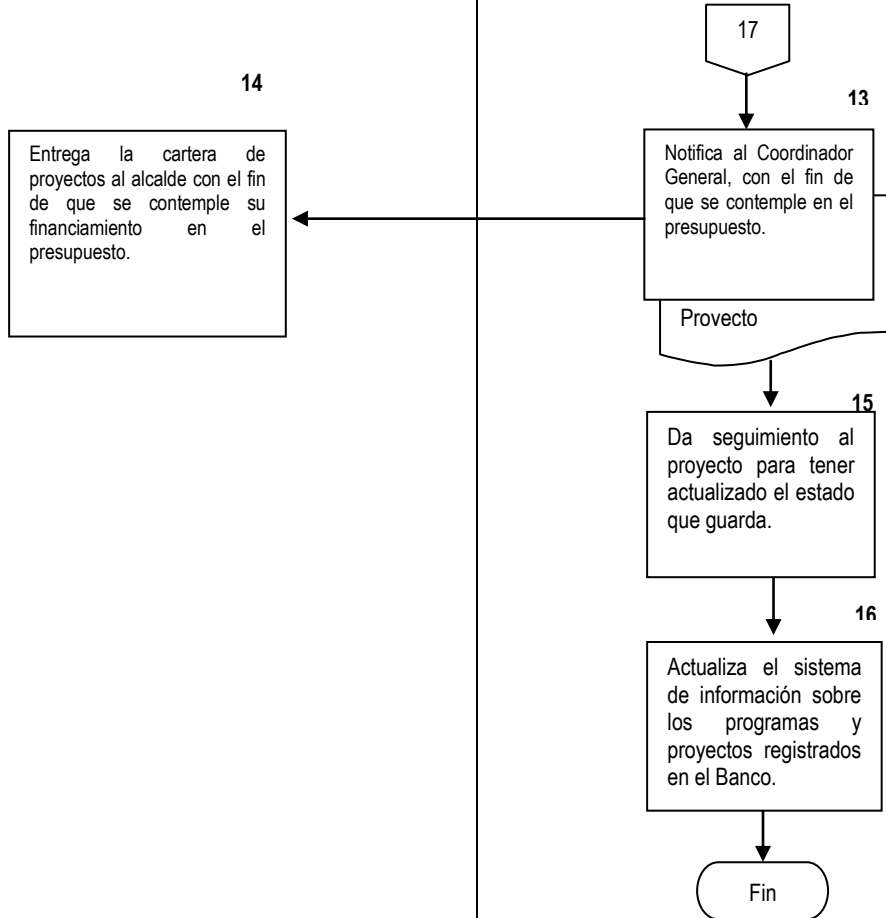 17
13
Notifica al Coordinador
General, con el fin de
que se contemple en el
presupuesto.
Provecto
14
Entrega la cartera de
proyectos al alcalde con el fin
de que se contemple su
financiamiento en el
presupuesto.
15
Da seguimiento al
proyecto para tener
actualizado el estado
que guarda.
16
Actualiza el sistema
de información sobre
los programas y
proyectos registrados
en el Banco.
Fin